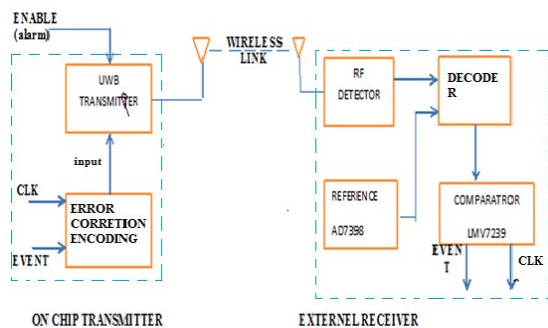 ENABLE
(alarm)
UWB
TRANSMITTER
input
CLK
ERROR
CORRETION
ENCODING
EVENT
ON CHIP TRANSMITTER
WIRELESS
LINK
RF
DETECTOR
DECODE
R
REFERENCE
AD7398
COMPARATROR
LMV7239
EVEN
T
CLK
EXTERNEL RECEIVER